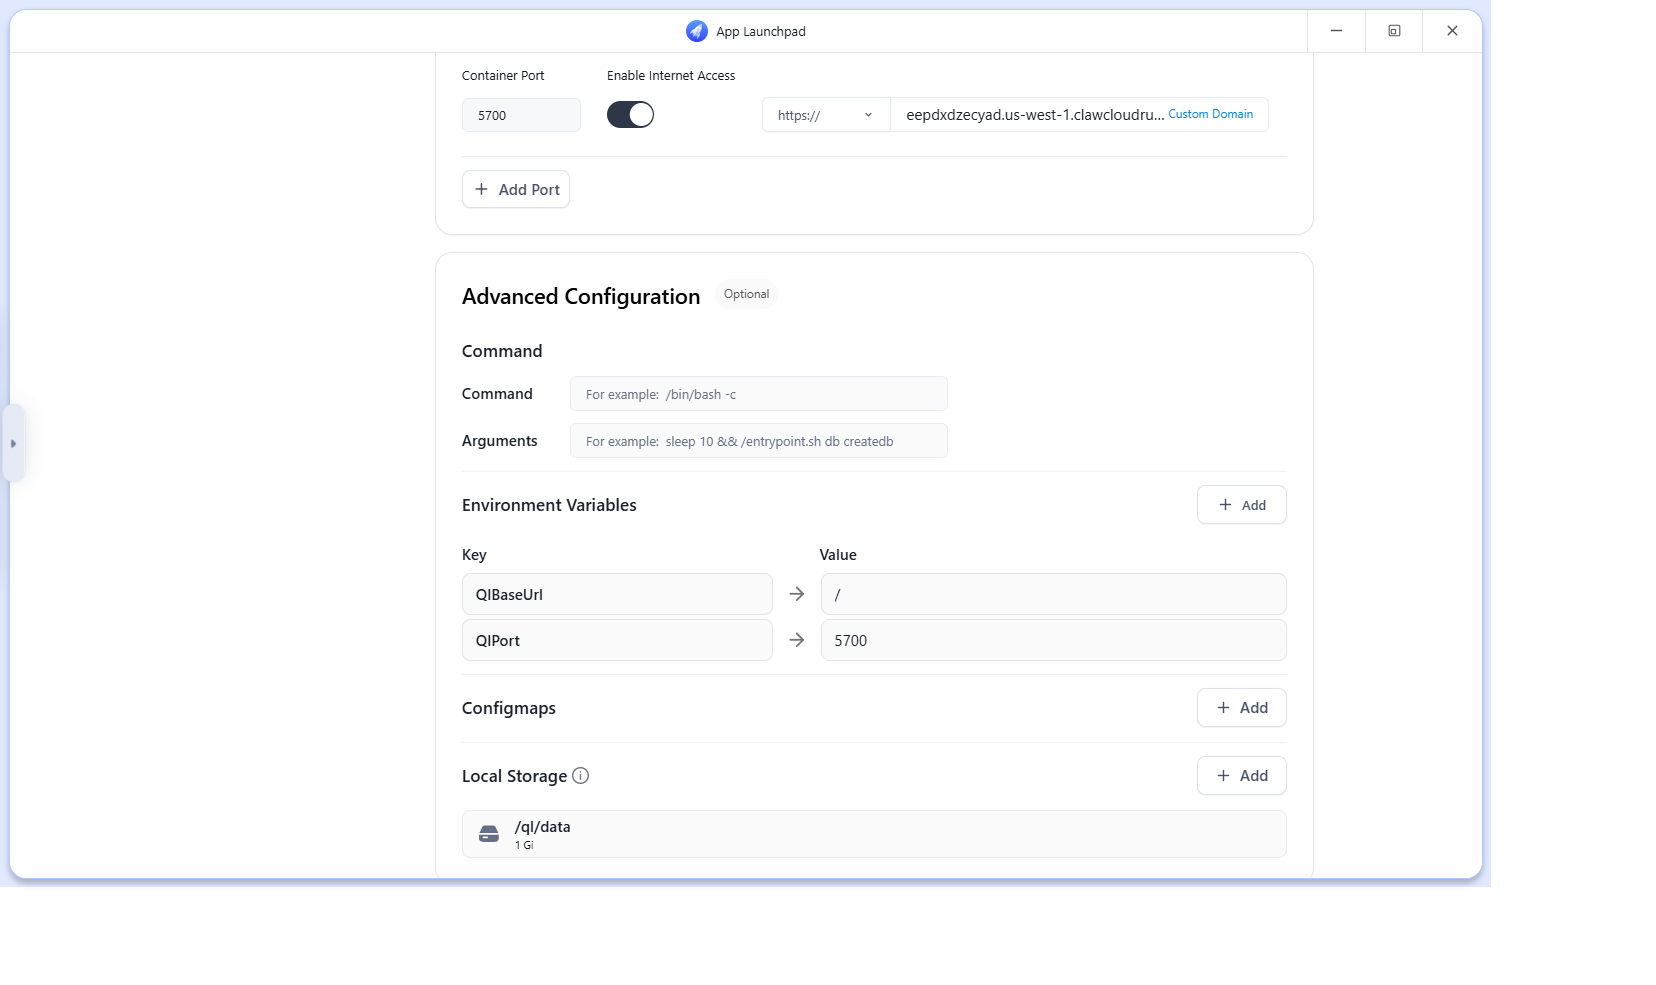 App Launchpad
Container Port
Enable Internet Access
5700
https://
eepdxdzecyad.us-west-1.clawcloudru...
Custom Domain
Add Port
Advanced Configuration
Optional
Command
Command
For example: /bin/bash -c
Arguments
For example: sleep 10 && /entrypoint.sh db createdb
Environment Variables
Add
Key
Value
QlBaseUrl
/
QlPort
5700
Configmaps
Add
Local Storage
Add
/ql/data
1 Gi